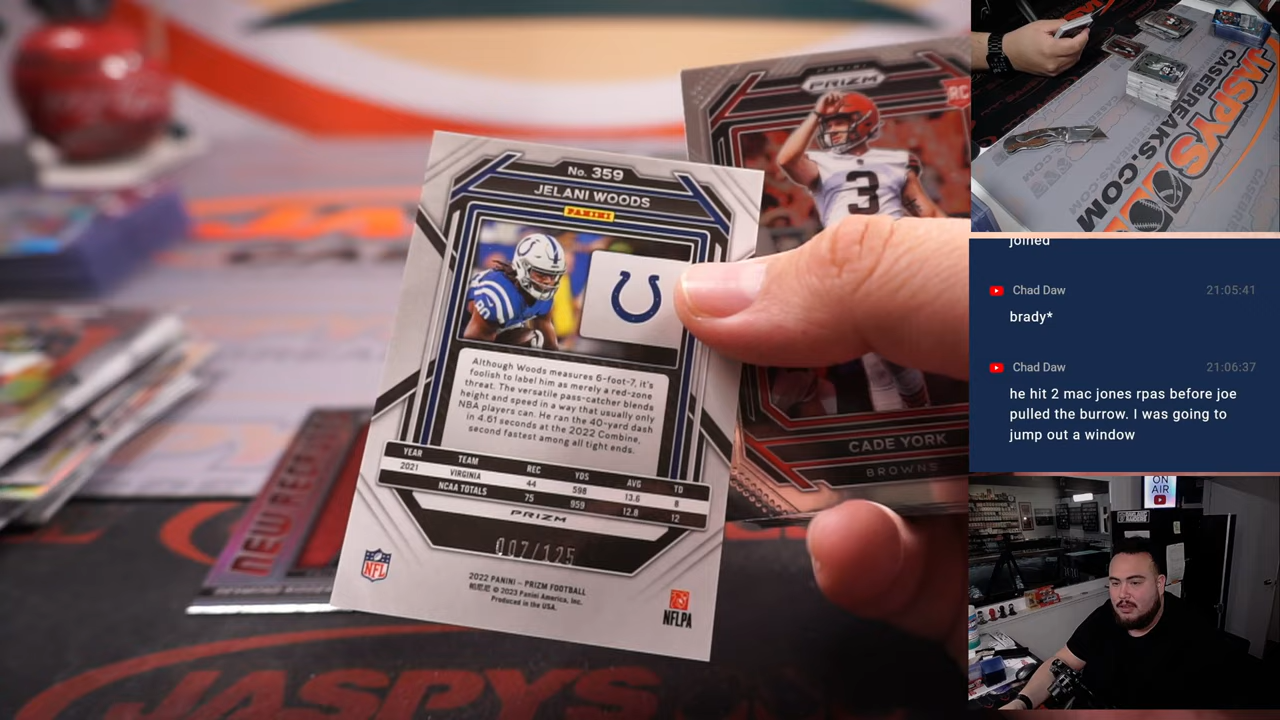 No. 359
JELANI WOODS
PANINI
Although Woods measures 6-foot-7, it's
foolish to label him as merely a red-zone
threat. The versatile pass-catcher blends
height and speed in a way that usually only
NBA players can. He ran the 40-yard dash
in 4.61 seconds at the 2022 Combine,
second fastest among all tight ends.
YEAR TEAM REC YDS AVG TD
2021 VIRGINIA 44 598 13.6 8
NCAA TOTALS 75 959 12.8 12
PRIZM
007/125
NFL
2022 PANINI – PRIZM FOOTBALL
© 2023 Panini America, Inc.
Produced in the USA.
NFLPA
PANINI
PRIZM
RC
3
CADE YORK
BROWNS
JASPYS
JASPYS
CASEBREAKS.COM
joined
Chad Daw 21:05:41
brady*
Chad Daw 21:06:37
he hit 2 mac jones rpas before joe
pulled the burrow. I was going to
jump out a window
ON
AIR